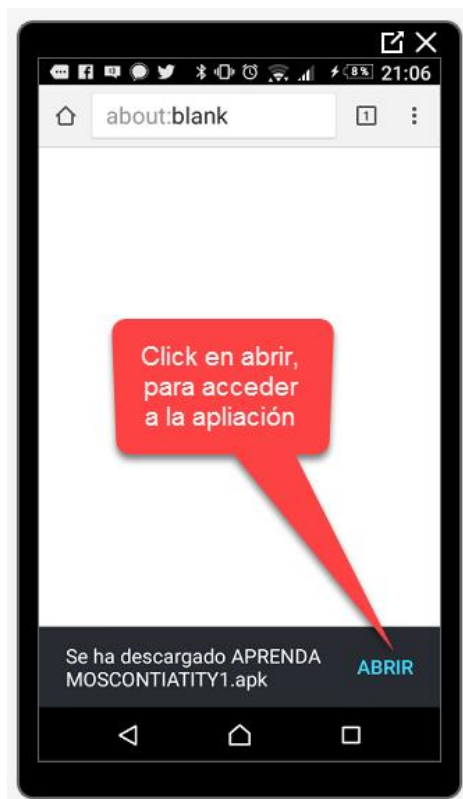 8% 21:06
about:blank 1
Click en abrir,
para acceder
a la apliación
Se ha descargado APRENDA
MOSCONTIATITY1.apk
ABRIR